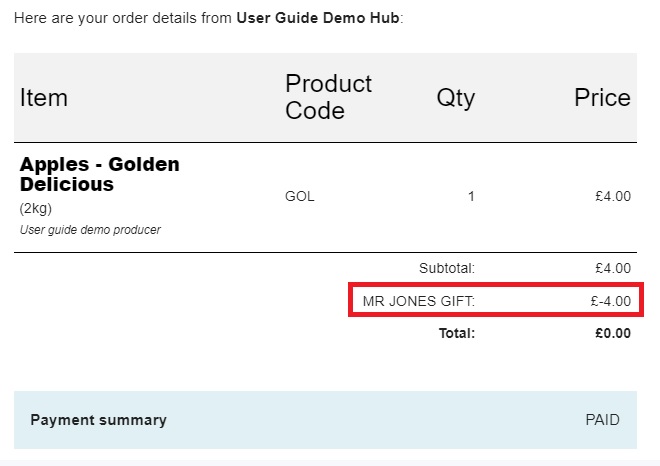 Here are your order details from User Guide Demo Hub:
Item Product Code Qty Price
Apples - Golden
Delicious
(2kg)
User guide demo producer
GOL 1 £4.00
Subtotal: £4.00
MR JONES GIFT: £-4.00
Total: £0.00
Payment summary PAID